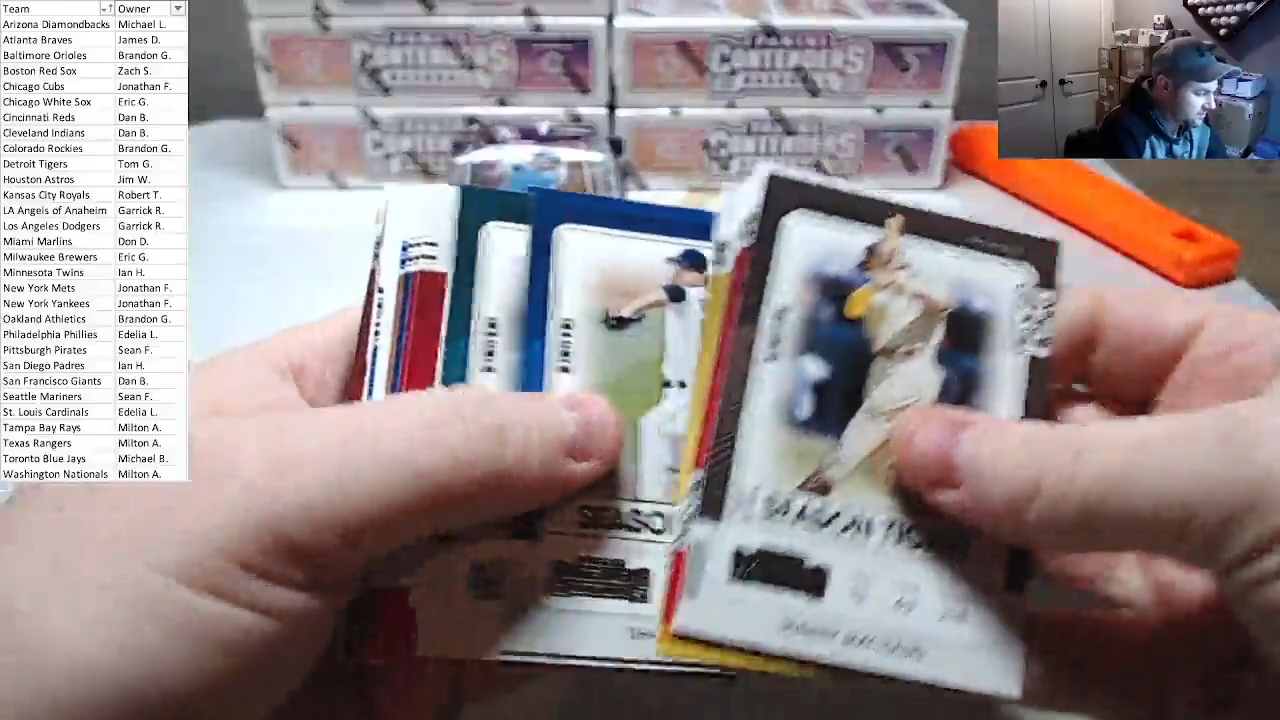 Team Owner
Arizona Diamondbacks Michael L.
Atlanta Braves James D.
Baltimore Orioles Brandon G.
Boston Red Sox Zach S.
Chicago Cubs Jonathan F.
Chicago White Sox Eric G.
Cincinnati Reds Dan B.
Cleveland Indians Dan B.
Colorado Rockies Brandon G.
Detroit Tigers Tom G.
Houston Astros Jim W.
Kansas City Royals Robert T.
LA Angels of Anaheim Garrick R.
Los Angeles Dodgers Garrick R.
Miami Marlins Don D.
Milwaukee Brewers Eric G.
Minnesota Twins Ian H.
New York Mets Jonathan F.
New York Yankees Jonathan F.
Oakland Athletics Brandon G.
Philadelphia Phillies Edelia L.
Pittsburgh Pirates Sean F.
San Diego Padres Ian H.
San Francisco Giants Dan B.
Seattle Mariners Sean F.
St. Louis Cardinals Edelia L.
Tampa Bay Rays Milton A.
Texas Rangers Milton A.
Toronto Blue Jays Michael B.
Washington Nationals Milton A.
PANINI
CONTENDERS
PANINI
CONTENDERS
CONTENDERS
CONTENDERS